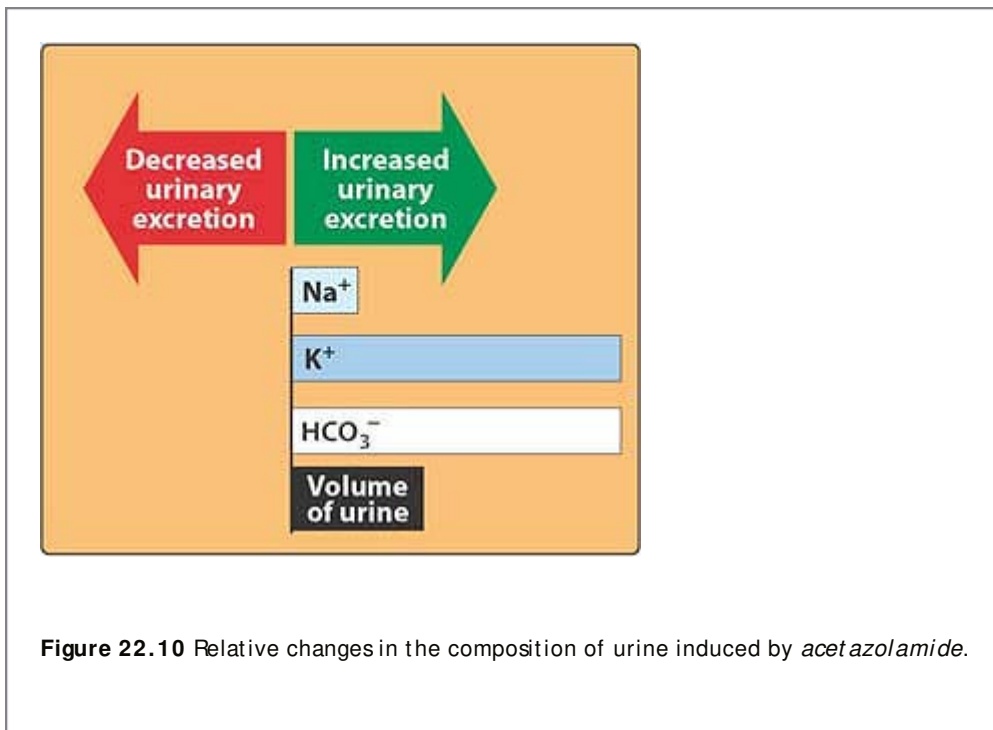 Decreased
urinary
excretion
Increased
urinary
excretion
Na⁺
K⁺
HCO₃⁻
Volume
of urine
Figure 22.10 Relative changes in the composition of urine induced by acetazolamide.